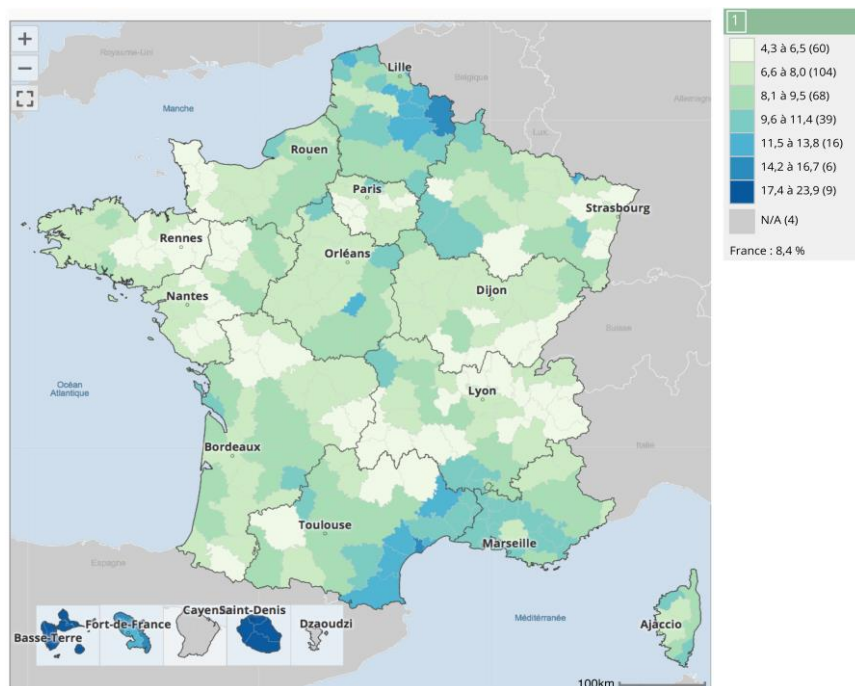 +
−
Royaume-Uni
Lille
Belgique
Allemagne
Manche
Lux.
Rouen
Paris
Strasbourg
Rennes
Orléans
Nantes
Dijon
Suisse
Océan
Atlantique
Lyon
Italie
Bordeaux
Toulouse
Marseille
Espagne
Méditerranée
Ajaccio
Basse-Terre
Fort-de-France
Cayen
Saint-Denis
Dzaoudzi
100km
1
4,3 à 6,5 (60)
6,6 à 8,0 (104)
8,1 à 9,5 (68)
9,6 à 11,4 (39)
11,5 à 13,8 (16)
14,2 à 16,7 (6)
17,4 à 23,9 (9)
N/A (4)
France : 8,4 %